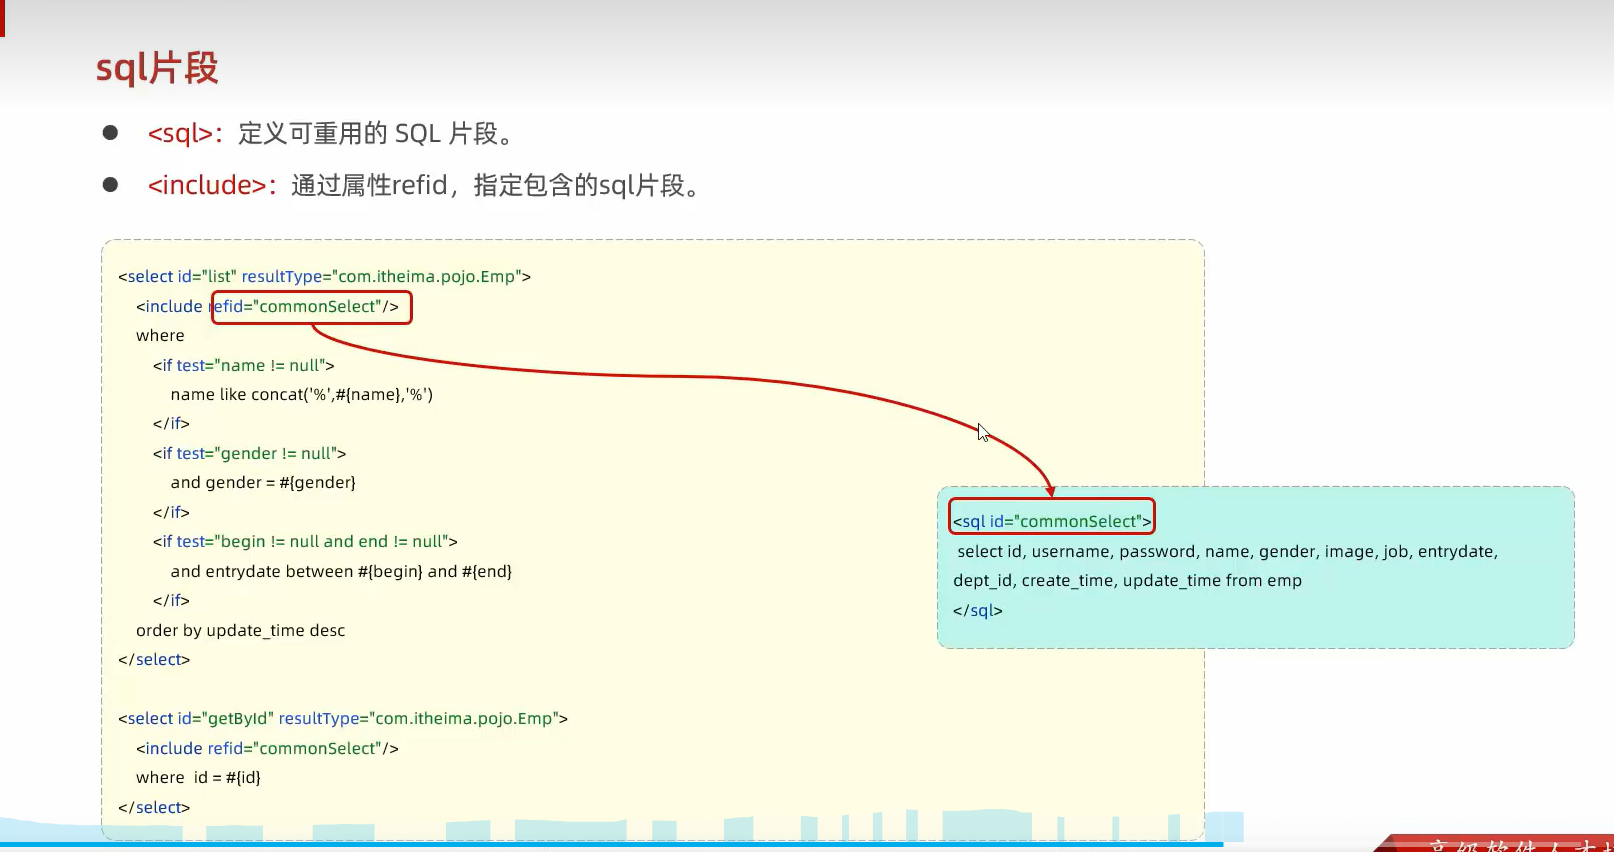 sql片段
<sql>：定义可重用的 SQL 片段。
<include>：通过属性refid，指定包含的sql片段。
<select id="list" resultType="com.itheima.pojo.Emp">
<include refid="commonSelect"/>
where
<if test="name != null">
name like concat('%',#{name},'%')
</if>
<if test="gender != null">
and gender = #{gender}
</if>
<if test="begin != null and end != null">
and entrydate between #{begin} and #{end}
</if>
order by update_time desc
</select>
<select id="getById" resultType="com.itheima.pojo.Emp">
<include refid="commonSelect"/>
where  id = #{id}
</select>
<sql id="commonSelect">
select id, username, password, name, gender, image, job, entrydate,
dept_id, create_time, update_time from emp
</sql>
高级软件人才